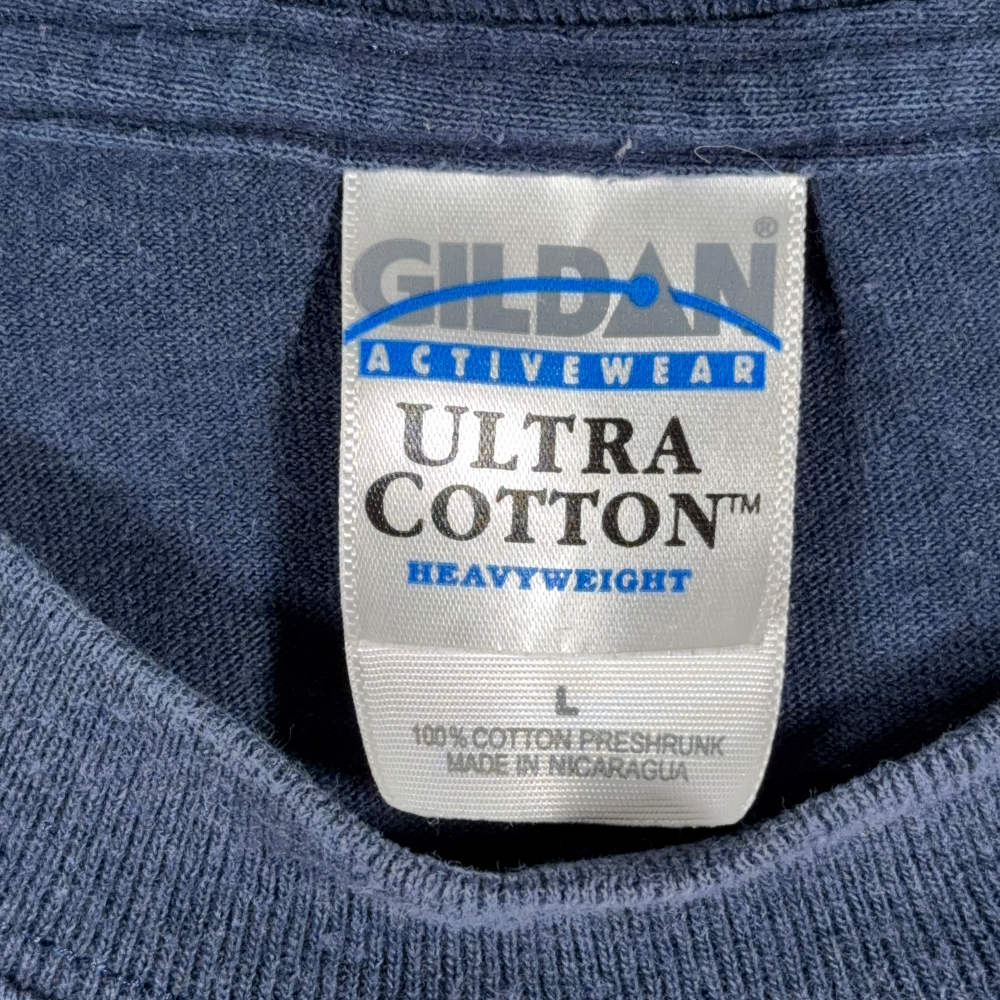 GILDAN®
ACTIVEWEAR
ULTRA
COTTON™
HEAVYWEIGHT
L
100% COTTON PRESHRUNK
MADE IN NICARAGUA